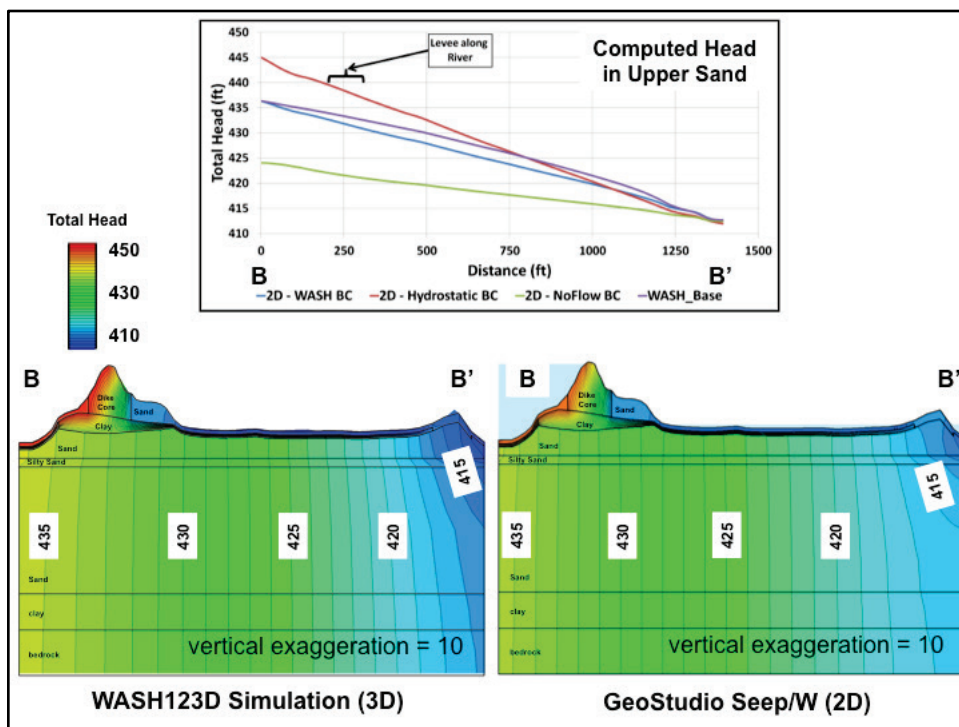 Computed Head
in Upper Sand
Levee along
River
Total Head (ft)
450
445
440
435
430
425
420
415
410
0
250
500
750
1000
1250
1500
B
Distance (ft)
B'
2D - WASH BC
2D - Hydrostatic BC
2D - NoFlow BC
WASH_Base
Total Head
450
430
410
B
B'
Dike
Core
Sand
Clay
Sand
Silty Sand
415
435
430
425
420
Sand
clay
bedrock
vertical exaggeration = 10
WASH123D Simulation (3D)
B
B'
Dike
Core
Sand
Clay
Sand
Silty Sand
415
435
430
425
420
Sand
clay
bedrock
vertical exaggeration = 10
GeoStudio Seep/W (2D)